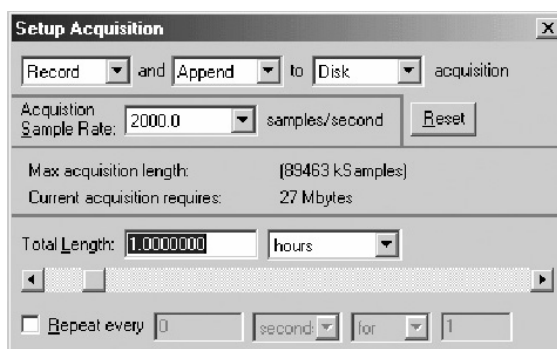 Setup Acquisition
Record and Append to Disk acquisition
Acquistion
Sample Rate: 2000.0 samples/second Reset
Max acquisition length: (89463 kSamples)
Current acquisition requires: 27 Mbytes
Total Length: 1.0000000 hours
Repeat every 0 second: for 1